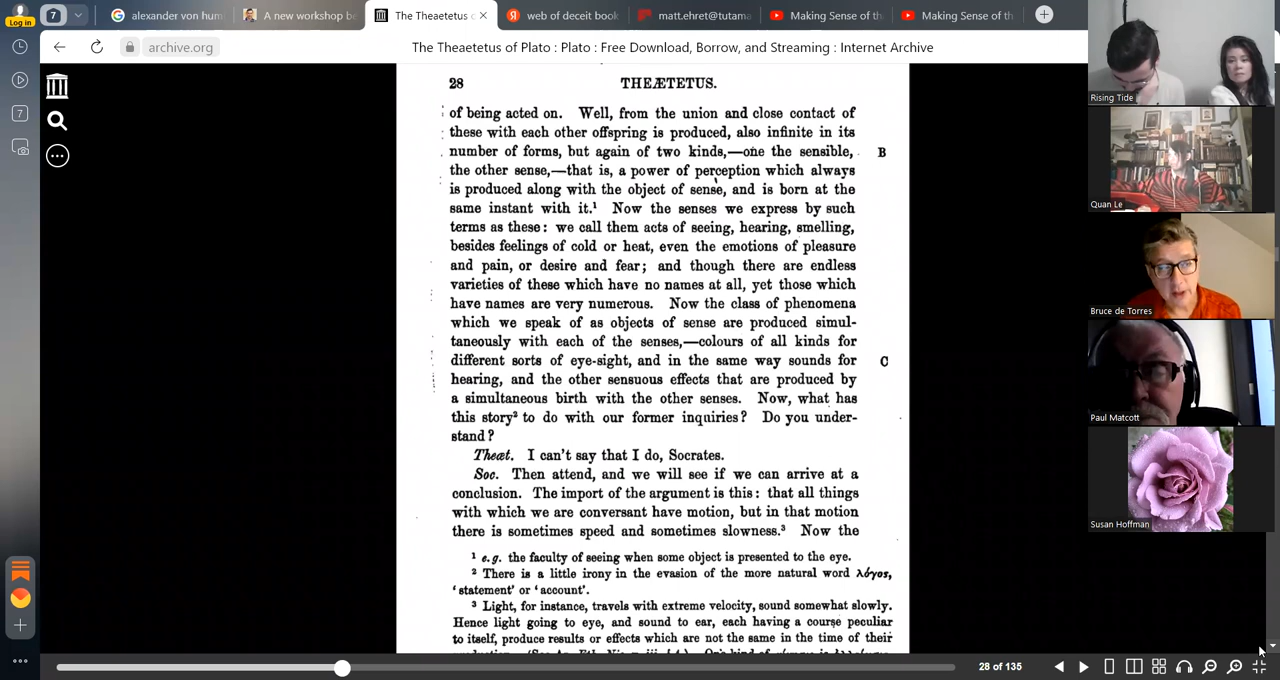 7
alexander von hum
A new workshop be
The Theaetetus o
web of deceit book
matt.ehret@tutama
Making Sense of th
Making Sense of th
Log in
archive.org
The Theaetetus of Plato : Plato : Free Download, Borrow, and Streaming : Internet Archive
7
28 THEÆTETUS.
of being acted on. Well, from the union and close contact of
these with each other offspring is produced, also infinite in its
number of forms, but again of two kinds,—one the sensible, B
the other sense,—that is, a power of perception which always
is produced along with the object of sense, and is born at the
same instant with it.¹ Now the senses we express by such
terms as these: we call them acts of seeing, hearing, smelling,
besides feelings of cold or heat, even the emotions of pleasure
and pain, or desire and fear; and though there are endless
varieties of these which have no names at all, yet those which
have names are very numerous. Now the class of phenomena
which we speak of as objects of sense are produced simul-
taneously with each of the senses,—colours of all kinds for
different sorts of eye-sight, and in the same way sounds for C
hearing, and the other sensuous effects that are produced by
a simultaneous birth with the other senses. Now, what has
this story² to do with our former inquiries? Do you under-
stand?
Theæt. I can't say that I do, Socrates.
Soc. Then attend, and we will see if we can arrive at a
conclusion. The import of the argument is this: that all things
with which we are conversant have motion, but in that motion
there is sometimes speed and sometimes slowness.³ Now the
¹ e.g. the faculty of seeing when some object is presented to the eye.
² There is a little irony in the evasion of the more natural word λόγος,
'statement' or 'account'.
³ Light, for instance, travels with extreme velocity, sound somewhat slowly.
Hence light going to eye, and sound to ear, each having a course peculiar
to itself, produce results or effects which are not the same in the time of their
28 of 135
Rising Tide
Quan Le
Bruce de Torres
Paul Matcott
Susan Hoffman